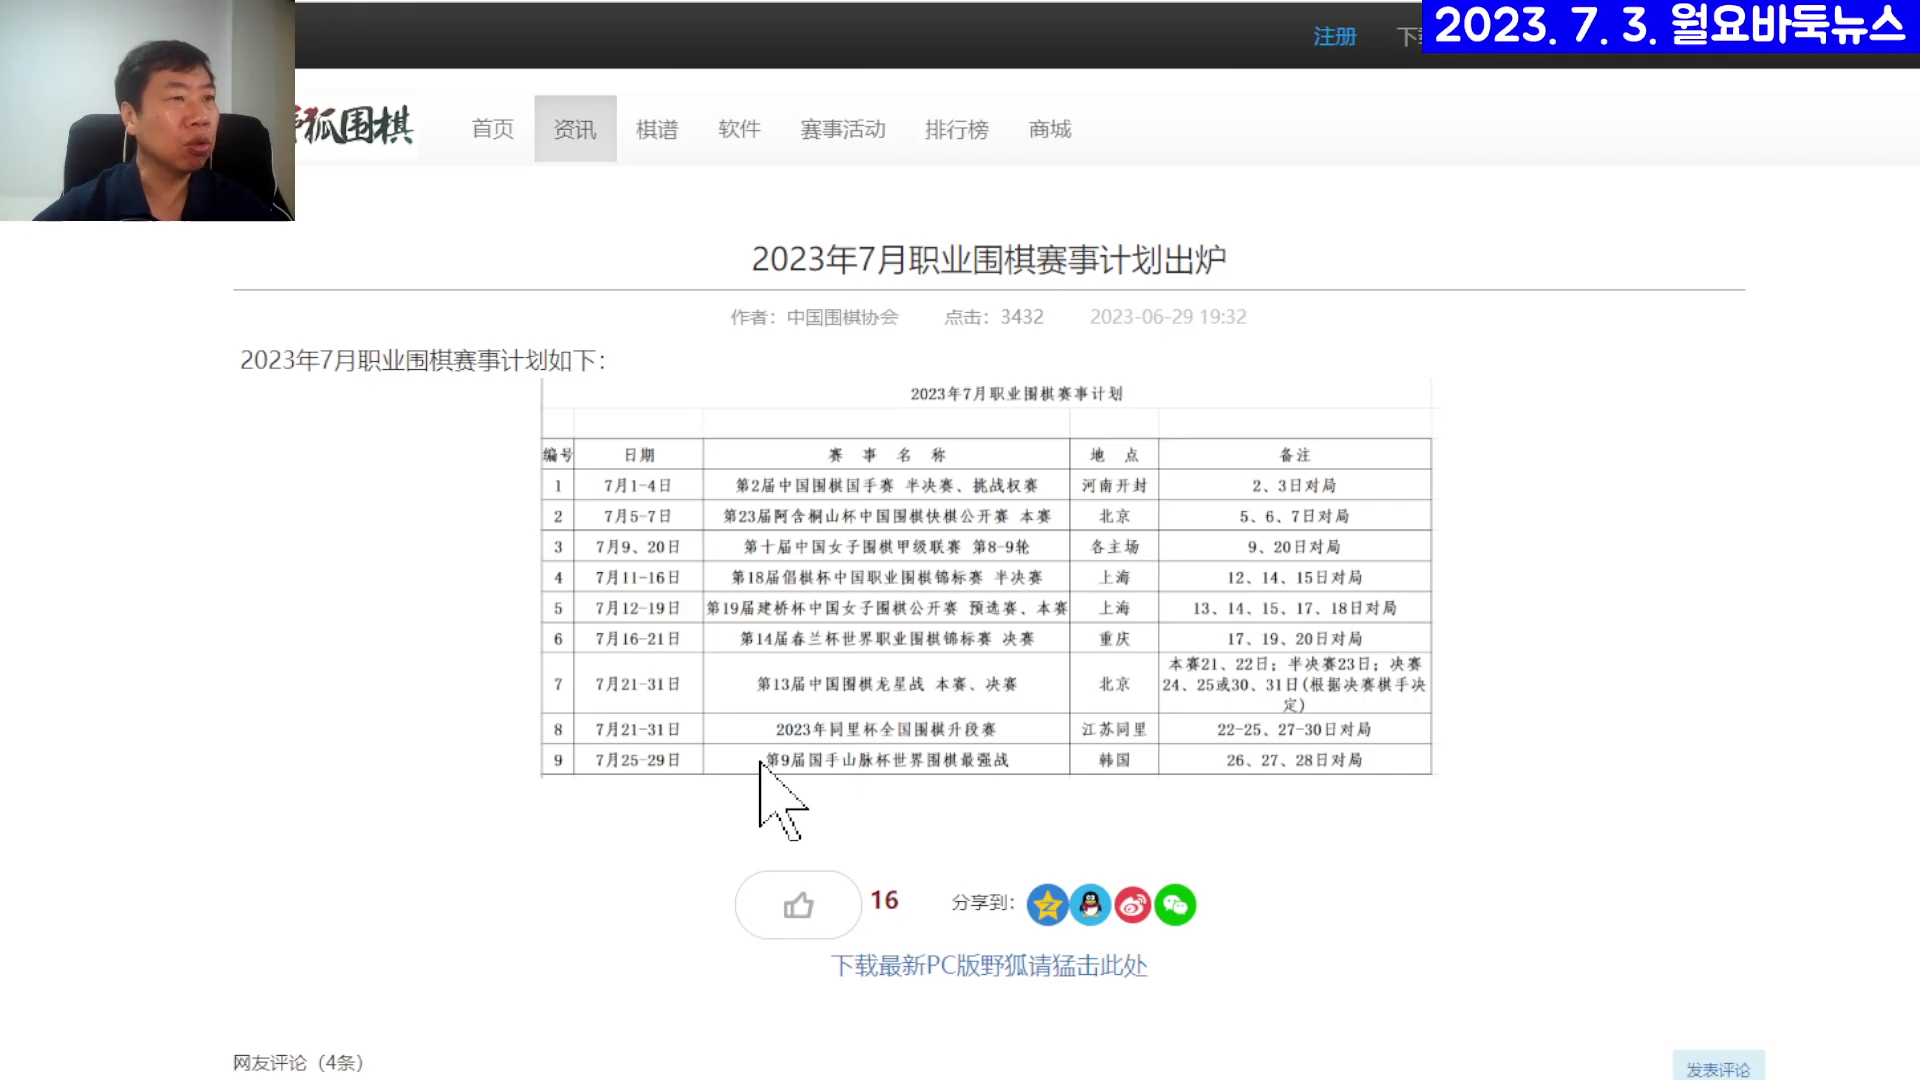 注册
2023. 7. 3. 월요바둑뉴스
狐围棋
首页 资讯 棋谱 软件 赛事活动 排行榜 商城
2023年7月职业围棋赛事计划出炉
作者：中国围棋协会 点击：3432 2023-06-29 19:32
2023年7月职业围棋赛事计划如下：
2023年7月职业围棋赛事计划
编号 日期 赛 事 名 称 地 点 备注
1 7月1-4日 第2届中国围棋国手赛 半决赛、挑战权赛 河南开封 2、3日对局
2 7月5-7日 第23届阿含桐山杯中国围棋快棋公开赛 本赛 北京 5、6、7日对局
3 7月9、20日 第十届中国女子围棋甲级联赛 第8-9轮 各主场 9、20日对局
4 7月11-16日 第18届倡棋杯中国职业围棋锦标赛 半决赛 上海 12、14、15日对局
5 7月12-19日 第19届建桥杯中国女子围棋公开赛 预选赛、本赛 上海 13、14、15、17、18日对局
6 7月16-21日 第14届春兰杯世界职业围棋锦标赛 决赛 重庆 17、19、20日对局
7 7月21-31日 第13届中国围棋龙星战 本赛、决赛 北京 本赛21、22日；半决赛23日；决赛
24、25或30、31日(根据决赛棋手决
定)
8 7月21-31日 2023年同里杯全国围棋升段赛 江苏同里 22-25、27-30日对局
9 7月25-29日 第9届国手山脉杯世界围棋最强战 韩国 26、27、28日对局
16 分享到：
下载最新PC版野狐请猛击此处
网友评论（4条）
发表评论